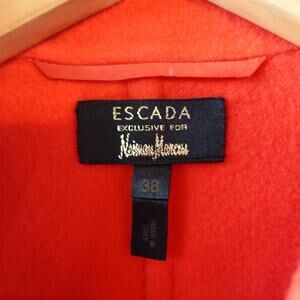 ESCADA
EXCLUSIVE FOR
Neiman Marcus
38